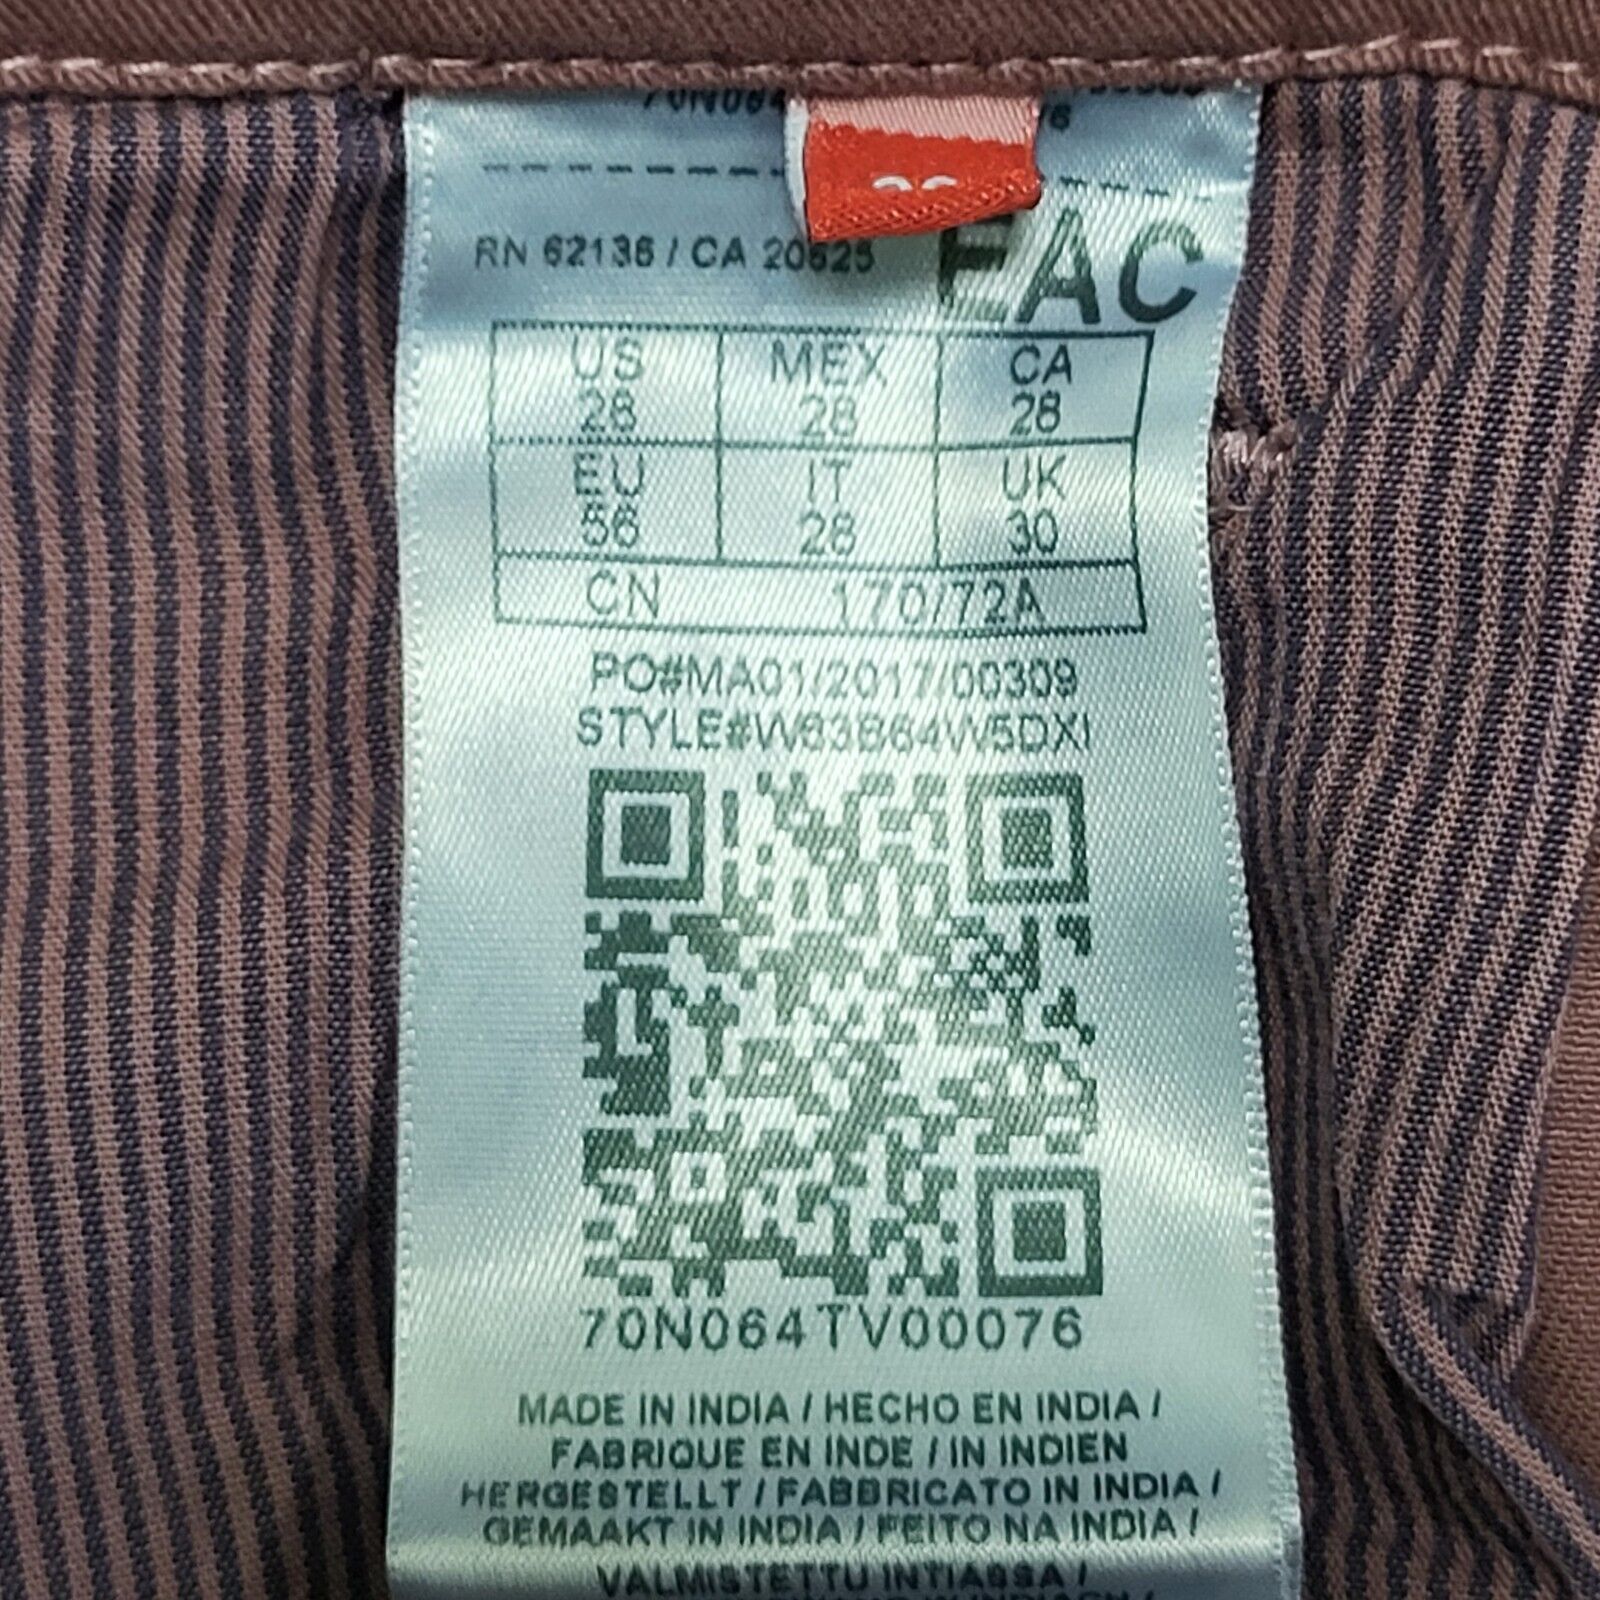 RN 62136 / CA 20625
EAC
US MEX CA
28 28 28
EU IT UK
28 30
CN 170/72A
PO#MA01/2017/00309
STYLE#W63B64W5DXI
70N064TV00076
MADE IN INDIA / HECHO EN INDIA /
FABRIQUE EN INDE / IN INDIEN
HERGESTELLT / FABBRICATO IN INDIA /
GEMAAKT IN INDIA / FEITO NA INDIA /
VALMISTETTU INTIASSA /